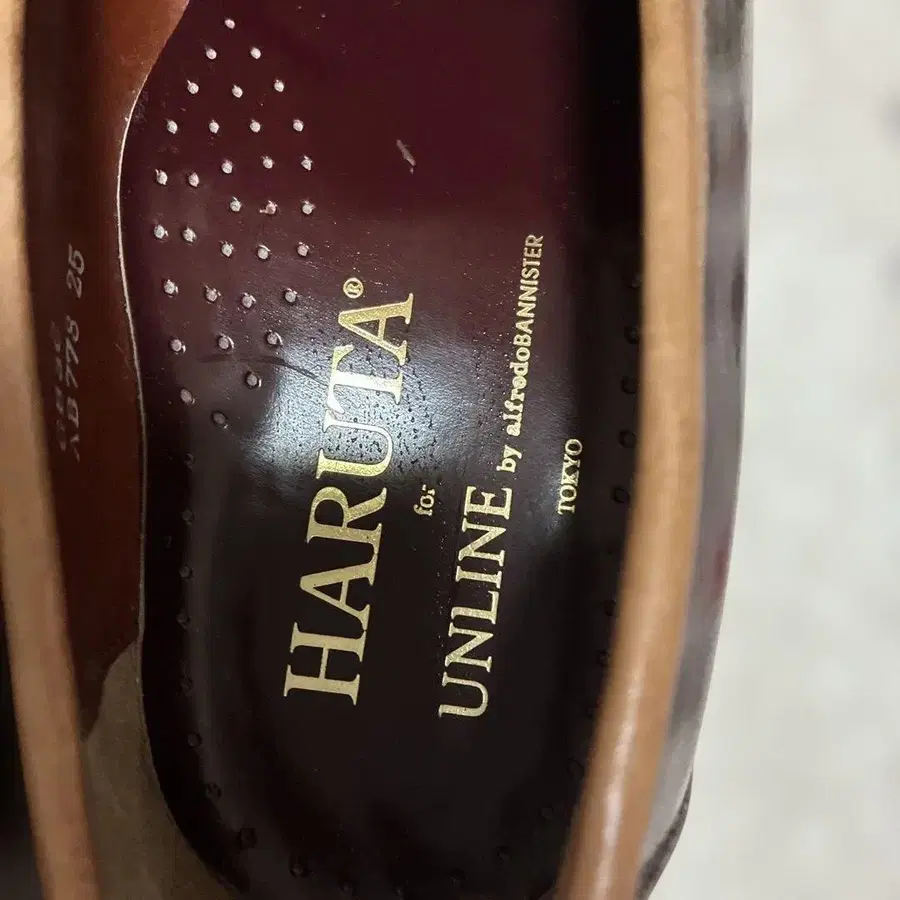 HARUTA®
for
UNLINE by alfredoBANNISTER
TOKYO
AB778 25